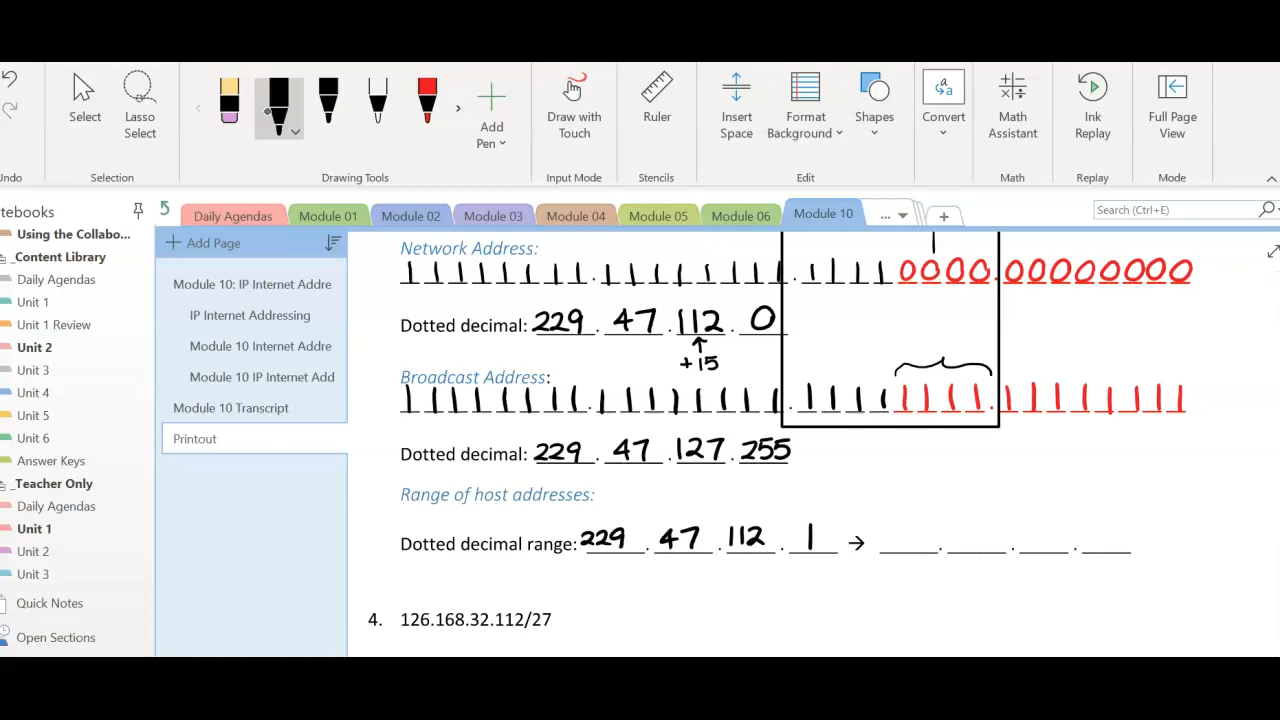 Select
Lasso Select
Add Pen
Draw with Touch
Ruler
Insert Space
Format Background
Shapes
Convert
Math Assistant
Ink Replay
Full Page View
Undo
Selection
Drawing Tools
Input Mode
Stencils
Edit
Math
Replay
Mode
tebooks
Daily Agendas
Module 01
Module 02
Module 03
Module 04
Module 05
Module 06
Module 10
...
Search (Ctrl+E)
Using the Collabo...
_Content Library
Daily Agendas
Unit 1
Unit 1 Review
Unit 2
Unit 3
Unit 4
Unit 5
Unit 6
Answer Keys
_Teacher Only
Daily Agendas
Unit 1
Unit 2
Unit 3
Quick Notes
Open Sections
Add Page
Module 10: IP Internet Addre
IP Internet Addressing
Module 10 Internet Addre
Module 10 IP Internet Add
Module 10 Transcript
Printout
Network Address:
11111111.11111111.11110000.00000000
Dotted decimal: 229.47.112.0
↑
+15
Broadcast Address:
11111111.11111111.11111111.11111111
Dotted decimal: 229.47.127.255
Range of host addresses:
Dotted decimal range: 229.47.112.1 → ____.____.____.____
4. 126.168.32.112/27